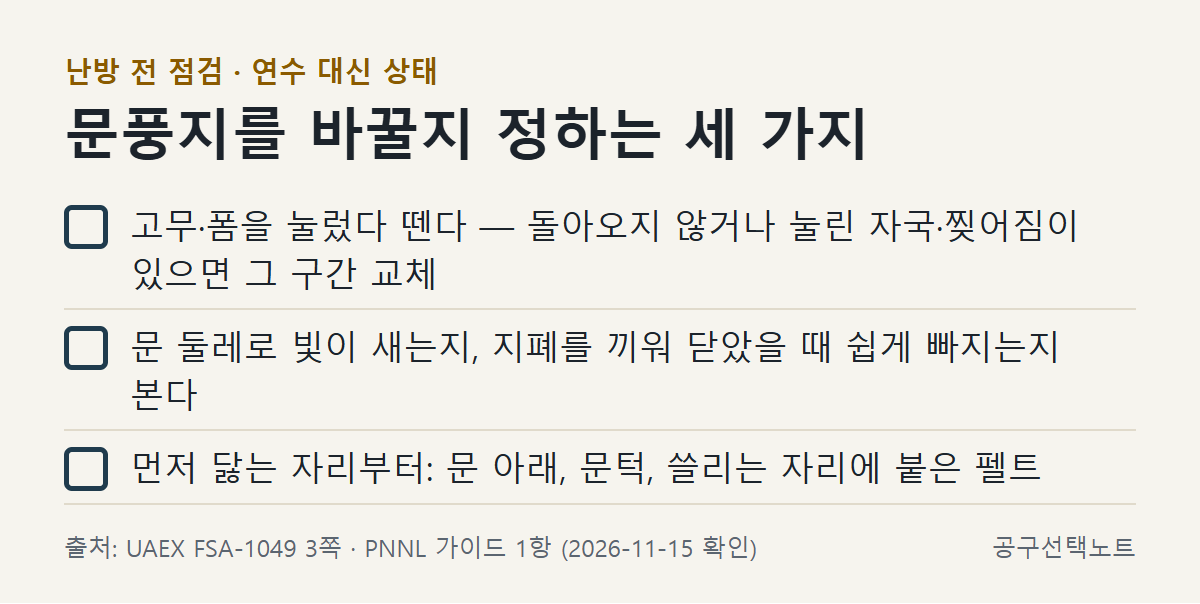 난방 전 점검 · 연수 대신 상태
문풍지를 바꿀지 정하는 세 가지
고무·폼을 눌렀다 뗀다 — 돌아오지 않거나 눌린 자국·찢어짐이
있으면 그 구간 교체
문 둘레로 빛이 새는지, 지폐를 끼워 닫았을 때 쉽게 빠지는지
본다
먼저 닳는 자리부터: 문 아래, 문턱, 쓸리는 자리에 붙은 펠트
출처: UAEX FSA-1049 3쪽 · PNNL 가이드 1항 (2026-11-15 확인)
공구선택노트